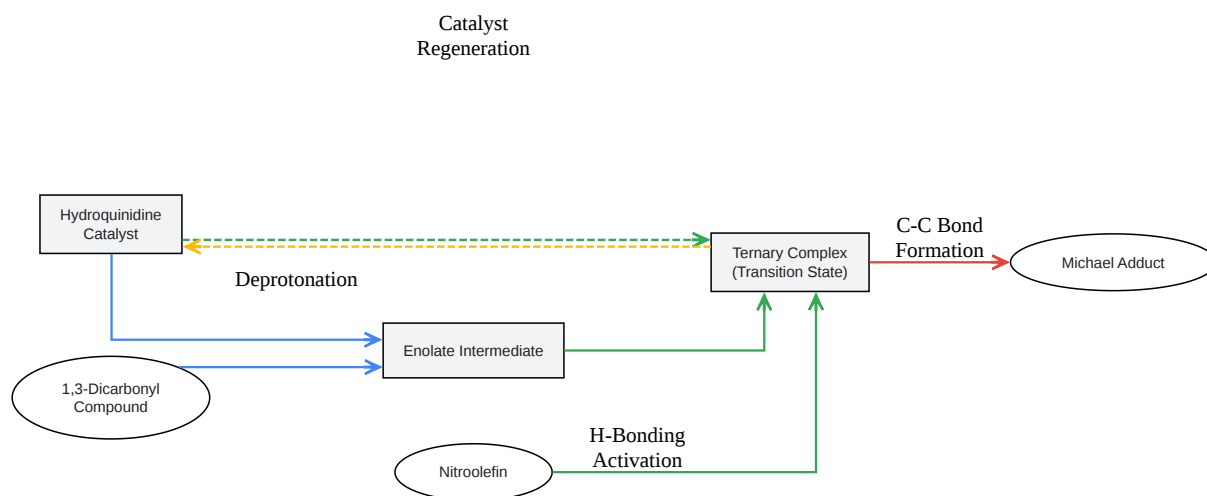 Catalyst
Regeneration
Hydroquinidine
Catalyst
Deprotonation
Ternary Complex
(Transition State)
C-C Bond
Formation
Michael Adduct
Enolate Intermediate
1,3-Dicarbonyl
Compound
H-Bonding
Activation
Nitroolefin